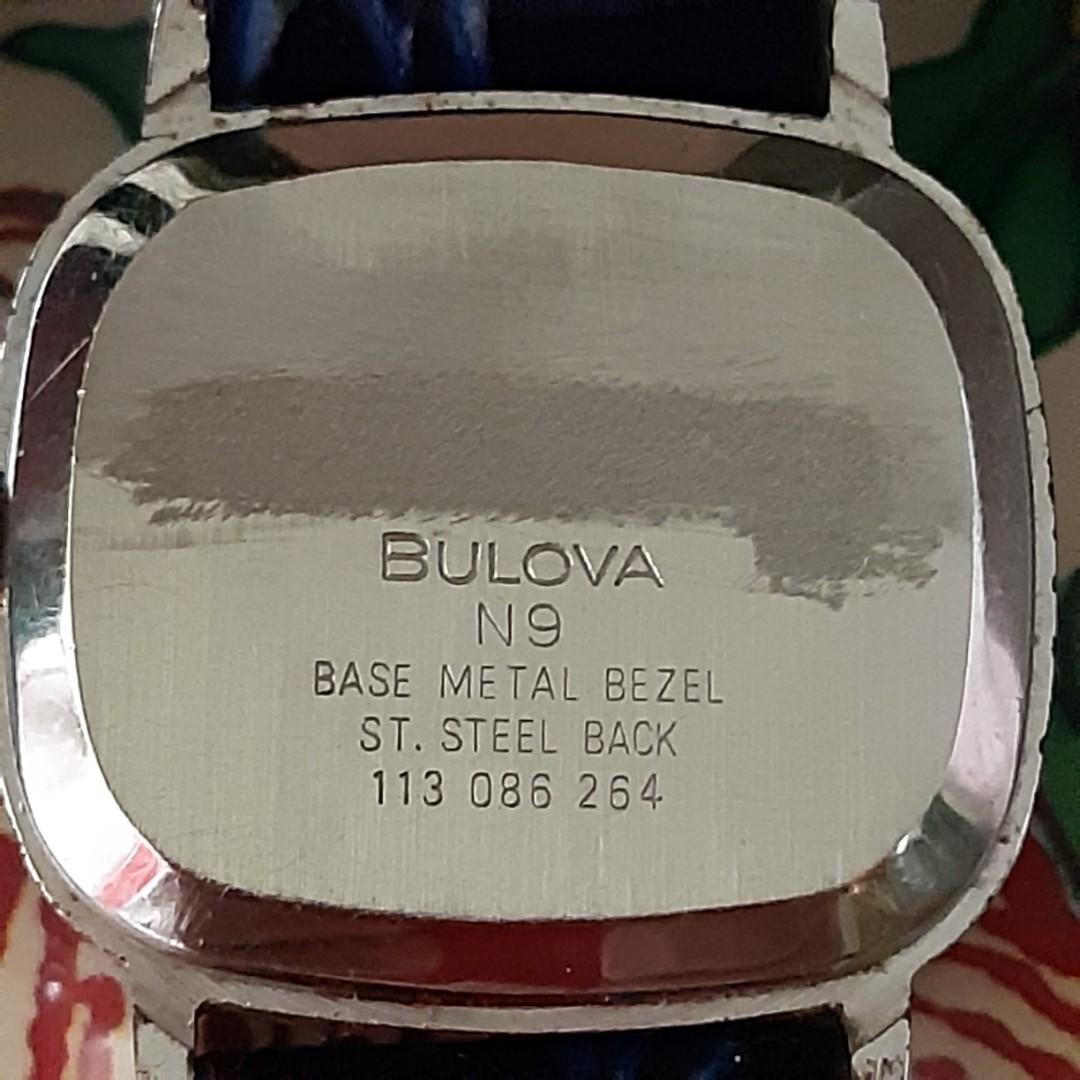 BULOVA
N9
BASE METAL BEZEL
ST. STEEL BACK
113 086 264